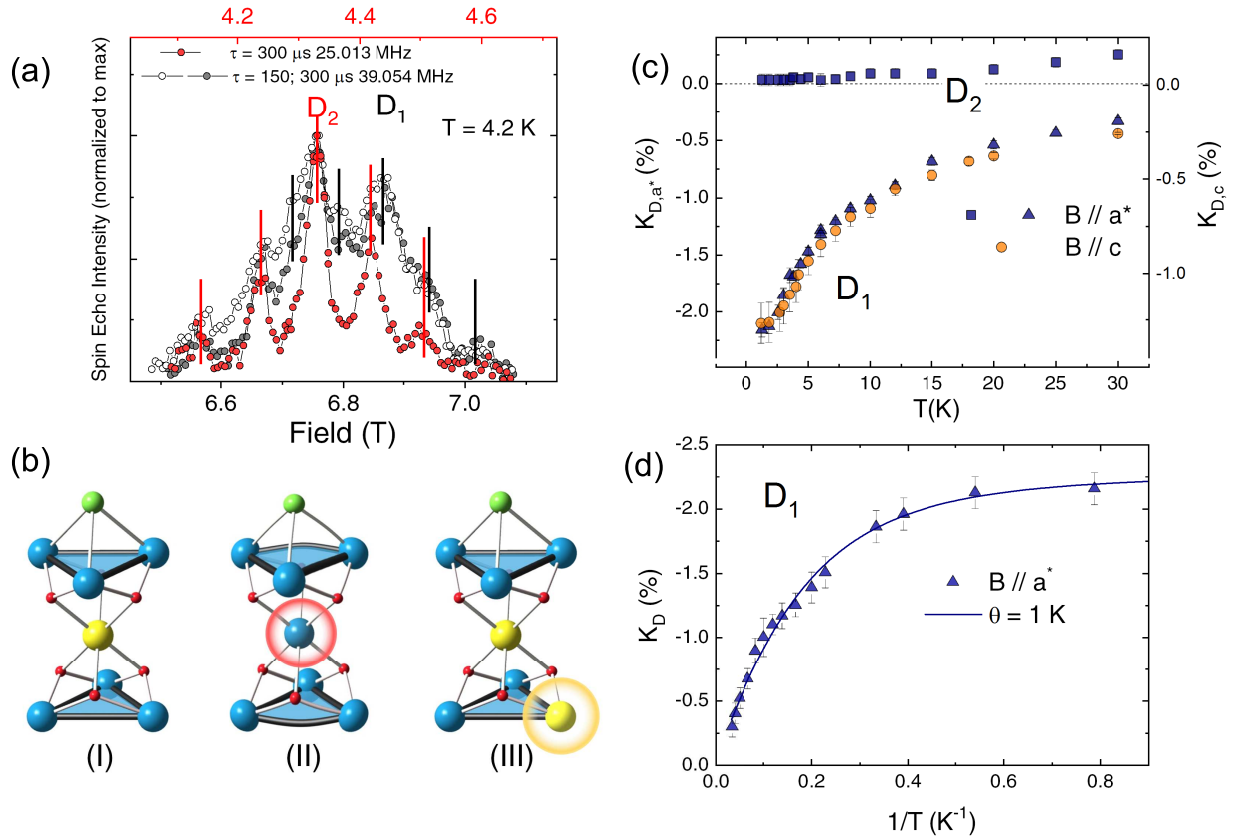 (a)
4.2 4.4 4.6
τ = 300 μs 25.013 MHz
τ = 150; 300 μs 39.054 MHz
D2
D1
T = 4.2 K
Spin Echo Intensity (normalized to max)
6.6 6.8 7.0
Field (T)
(b)
(I) (II) (III)
(c)
0.0
-0.5
-1.0
-1.5
-2.0
K_D,a* (%)
D2
D1
B // a*
B // c
0.0
-0.5
-1.0
K_D,c (%)
0 5 10 15 20 25 30
T(K)
(d)
-2.5
-2.0
-1.5
-1.0
-0.5
0.0
K_D (%)
D1
B // a*
θ = 1 K
0.0 0.2 0.4 0.6 0.8
1/T (K⁻¹)